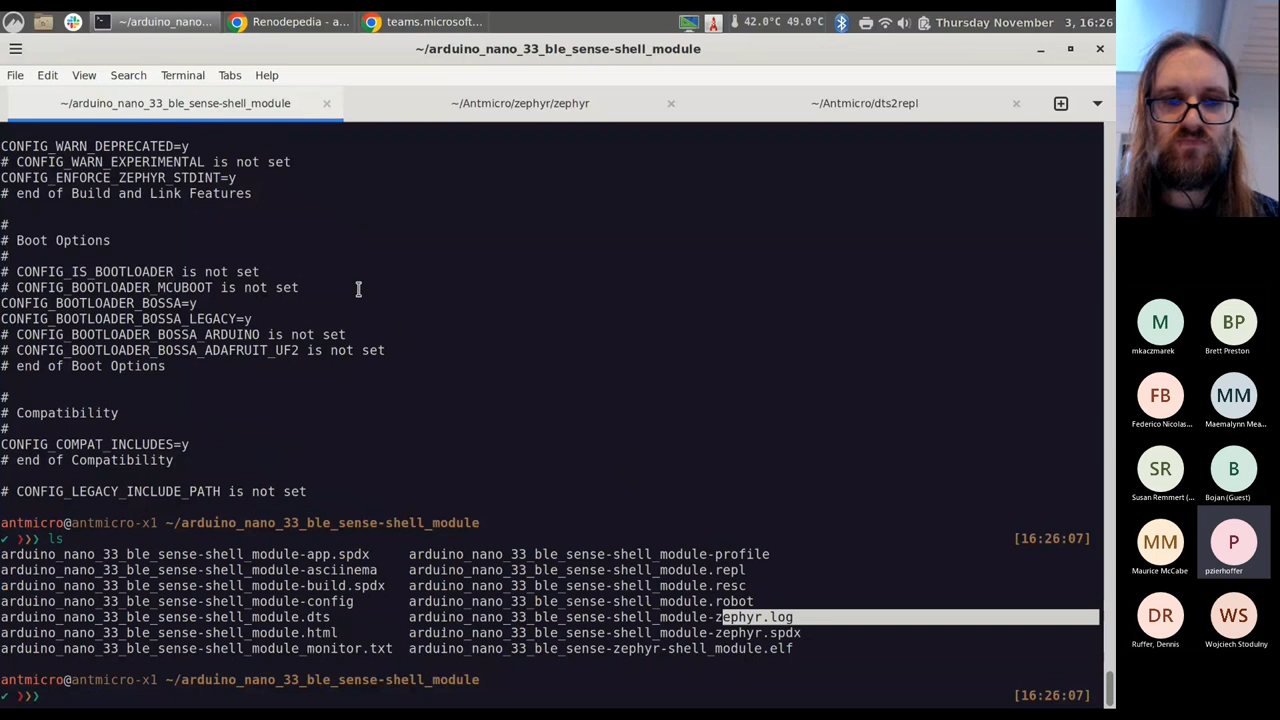 ~/arduino_nano...
Renodepedia - a...
teams.microsoft...
42.0°C 49.0°C
Thursday November 3, 16:26
~/arduino_nano_33_ble_sense-shell_module
File Edit View Search Terminal Tabs Help
~/arduino_nano_33_ble_sense-shell_module
~/Antmicro/zephyr/zephyr
~/Antmicro/dts2repl
CONFIG_WARN_DEPRECATED=y
# CONFIG_WARN_EXPERIMENTAL is not set
CONFIG_ENFORCE_ZEPHYR_STDINT=y
# end of Build and Link Features
#
# Boot Options
#
# CONFIG_IS_BOOTLOADER is not set
# CONFIG_BOOTLOADER_MCUBOOT is not set
CONFIG_BOOTLOADER_BOSSA=y
CONFIG_BOOTLOADER_BOSSA_LEGACY=y
# CONFIG_BOOTLOADER_BOSSA_ARDUINO is not set
# CONFIG_BOOTLOADER_BOSSA_ADAFRUIT_UF2 is not set
# end of Boot Options
#
# Compatibility
#
CONFIG_COMPAT_INCLUDES=y
# end of Compatibility
# CONFIG_LEGACY_INCLUDE_PATH is not set
antmicro@antmicro-x1 ~/arduino_nano_33_ble_sense-shell_module
✔ ❯❯❯ ls [16:26:07]
arduino_nano_33_ble_sense-shell_module-app.spdx arduino_nano_33_ble_sense-shell_module-profile
arduino_nano_33_ble_sense-shell_module-asciinema arduino_nano_33_ble_sense-shell_module.repl
arduino_nano_33_ble_sense-shell_module-build.spdx arduino_nano_33_ble_sense-shell_module.resc
arduino_nano_33_ble_sense-shell_module-config arduino_nano_33_ble_sense-shell_module.robot
arduino_nano_33_ble_sense-shell_module.dts arduino_nano_33_ble_sense-shell_module-zephyr.log
arduino_nano_33_ble_sense-shell_module.html arduino_nano_33_ble_sense-shell_module-zephyr.spdx
arduino_nano_33_ble_sense-shell_module_monitor.txt arduino_nano_33_ble_sense-zephyr-shell_module.elf
antmicro@antmicro-x1 ~/arduino_nano_33_ble_sense-shell_module
✔ ❯❯❯ [16:26:07]
M BP
mkaczmarek Brett Preston
FB MM
Federico Nicolas... Maemalynn Mea...
SR B
Susan Remmert (... Bojan (Guest)
MM P
Maurice McCabe pzierhoffer
DR WS
Ruffer, Dennis Wojciech Stodulny